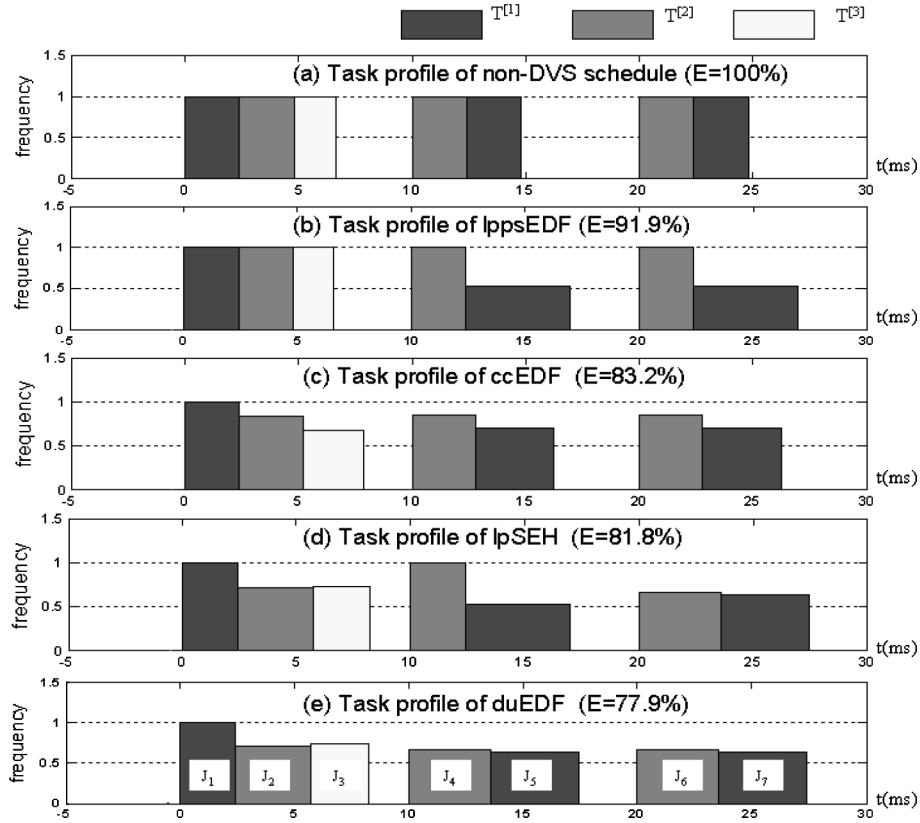 T[1] T[2] T[3]
(a) Task profile of non-DVS schedule (E=100%)
frequency
1.5
1
0.5
0
-5 0 5 10 15 20 25 30
t(ms)
(b) Task profile of lppsEDF (E=91.9%)
frequency
1.5
1
0.5
0
-5 0 5 10 15 20 25 30
t(ms)
(c) Task profile of ccEDF (E=83.2%)
frequency
1.5
1
0.5
0
-5 0 5 10 15 20 25 30
t(ms)
(d) Task profile of lpSEH (E=81.8%)
frequency
1.5
1
0.5
0
-5 0 5 10 15 20 25 30
t(ms)
(e) Task profile of duEDF (E=77.9%)
frequency
1.5
1
0.5
0
J1 J2 J3 J4 J5 J6 J7
-5 0 5 10 15 20 25 30
t(ms)